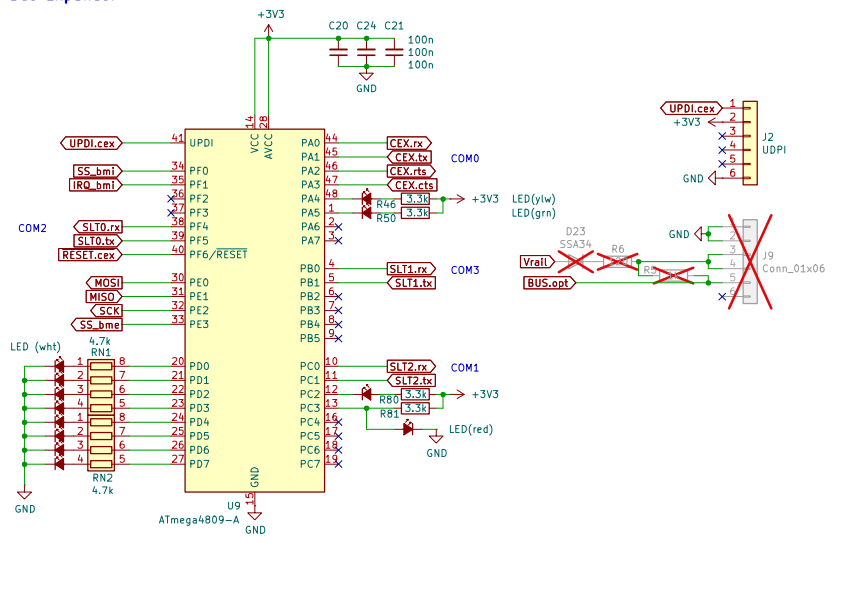 +3V3
C20 C24 C21
100n
100n
100n
GND
14 VCC
28 AVCC
UPDI.cex 41 UPDI
SS_bmi 34 PF0
IRQ_bmi 35 PF1
36 PF2
37 PF3
COM2
SLT0.rx 38 PF4
SLT0.tx 39 PF5
RESET.cex 40 PF6/RESET
MOSI 30 PE0
MISO 31 PE1
SCK 32 PE2
SS_bme 33 PE3
LED (wht)
4.7k
RN1
1 8 20 PD0
2 7 21 PD1
3 6 22 PD2
4 5 23 PD3
1 8 24 PD4
2 7 25 PD5
3 6 26 PD6
4 5 27 PD7
RN2
4.7k
GND
PA0 44 CEX.rx
PA1 45 CEX.tx
COM0
PA2 46 CEX.rts
PA3 47 CEX.cts
PA4 48 R46 3.3k +3V3 LED(ylw)
PA5 1 R50 3.3k LED(grn)
PA6 2
PA7 3
PB0 4 SLT1.rx
COM3
PB1 5 SLT1.tx
PB2 6
PB3 7
PB4 8
PB5 9
PC0 10 SLT2.rx
COM1
PC1 11 SLT2.tx
PC2 12 R80 3.3k +3V3
PC3 13 R81 3.3k
PC4 16
LED(red)
PC5 17
PC6 18
PC7 19
GND
GND
15
U9
ATmega4809-A
GND
UPDI.cex 1
+3V3 2
3
4
5
GND 6
J2
UDPI
D23
SSA34
R6
Vrail
BUS.opt
GND
2
3
4
J9
Conn_01x06